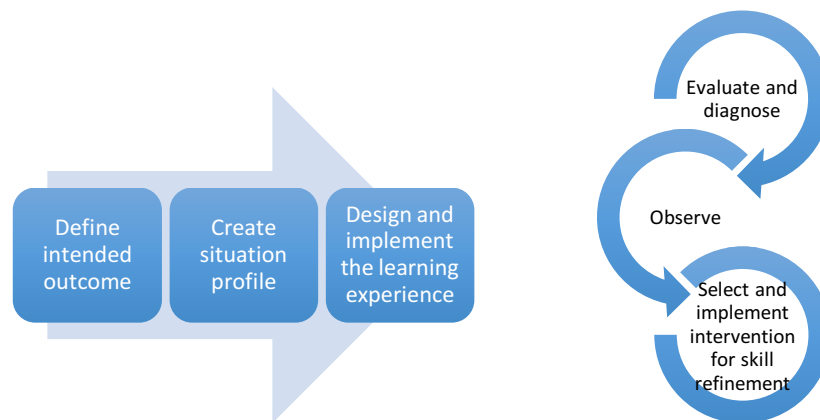 Define
intended
outcome
Create
situation
profile
Design and
implement
the learning
experience
Evaluate and
diagnose
Observe
Select and
implement
intervention
for skill
refinement